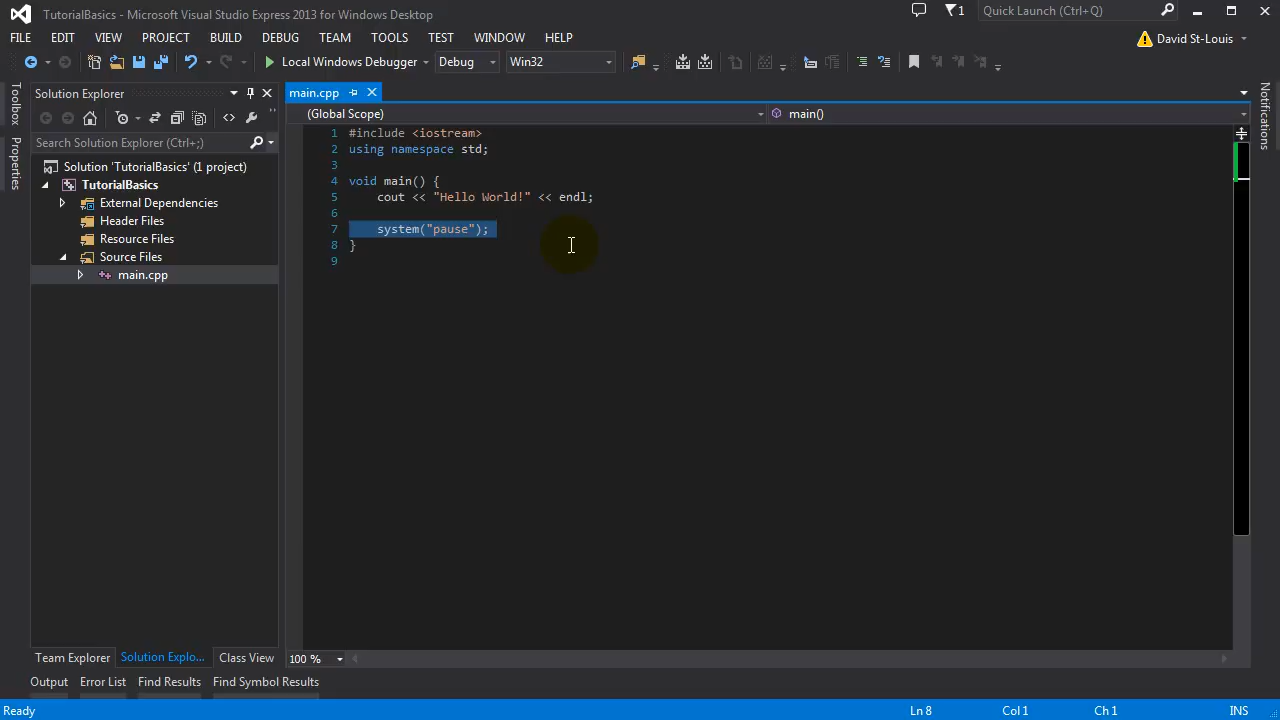 TutorialBasics - Microsoft Visual Studio Express 2013 for Windows Desktop
1
Quick Launch (Ctrl+Q)
FILE EDIT VIEW PROJECT BUILD DEBUG TEAM TOOLS TEST WINDOW HELP
David St-Louis
Local Windows Debugger Debug Win32
Toolbox
Properties
Solution Explorer
Search Solution Explorer (Ctrl+;)
Solution 'TutorialBasics' (1 project)
TutorialBasics
External Dependencies
Header Files
Resource Files
Source Files
main.cpp
Team Explorer Solution Explo... Class View
main.cpp
(Global Scope) main()
1 #include <iostream>
2 using namespace std;
3
4 void main() {
5 cout << "Hello World!" << endl;
6
7 system("pause");
8 }
9
100 %
Notifications
Output Error List Find Results Find Symbol Results
Ready Ln 8 Col 1 Ch 1 INS